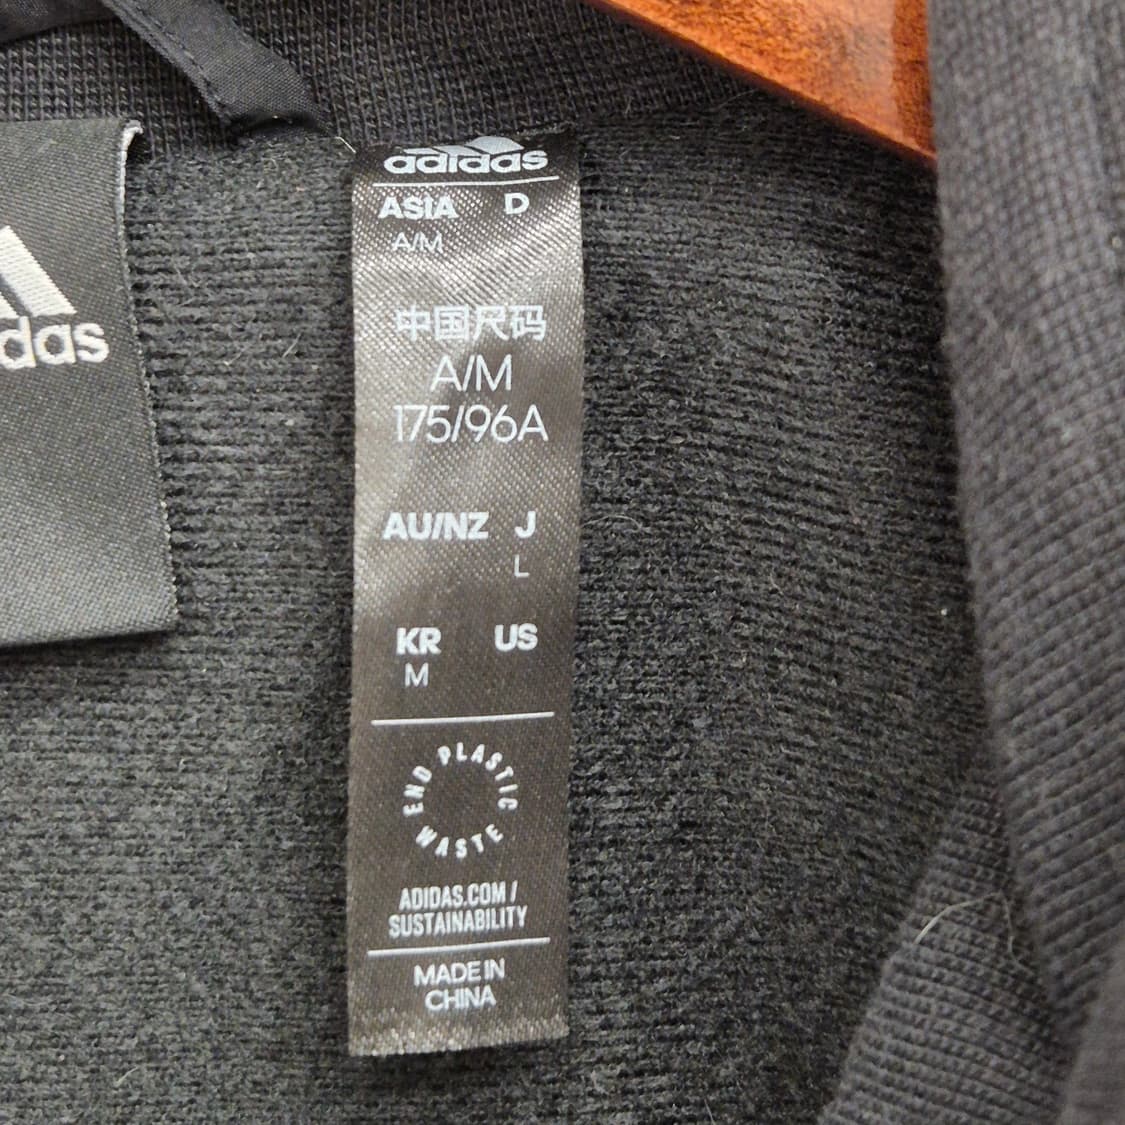 adidas
ASIA D
A/M
中国尺码
A/M
175/96A
AU/NZ J
L
KR US
M
END PLASTIC WASTE
ADIDAS.COM /
SUSTAINABILITY
MADE IN
CHINA
das